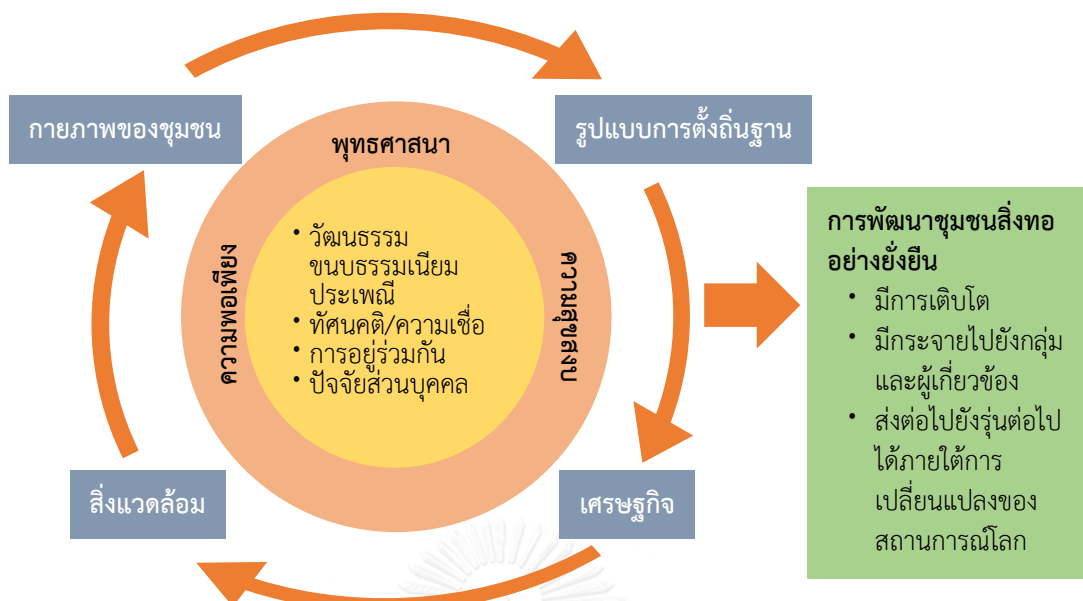 กายภาพของชุมชน
รูปแบบการตั้งถิ่นฐาน
พุทธศาสนา
ความพอเพียง
ความสุขสงบ
• วัฒนธรรม
ขนบธรรมเนียม
ประเพณี
• ทัศนคติ/ความเชื่อ
• การอยู่ร่วมกัน
• ปัจจัยส่วนบุคคล
สิ่งแวดล้อม
เศรษฐกิจ
การพัฒนาชุมชนสิ่งทอ
อย่างยั่งยืน
• มีการเติบโต
• มีกระจายไปยังกลุ่ม
และผู้เกี่ยวข้อง
• ส่งต่อไปยังรุ่นต่อไป
ได้ภายใต้การ
เปลี่ยนแปลงของ
สถานการณ์โลก